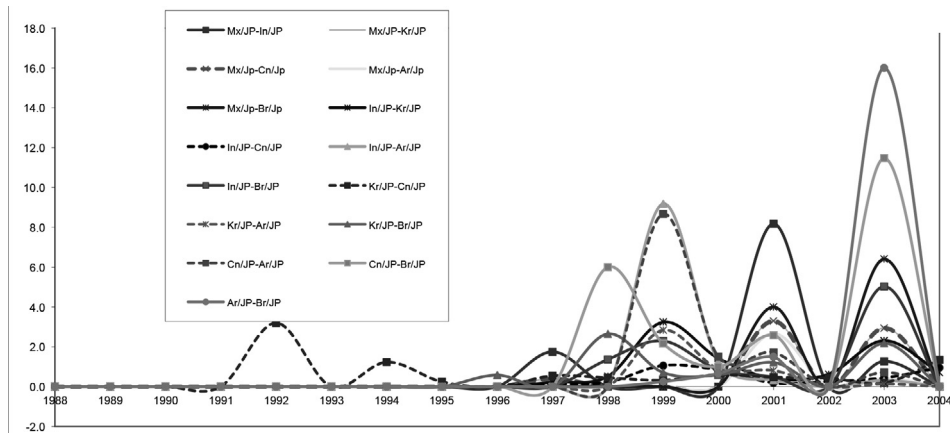 18.0
16.0
14.0
12.0
10.0
8.0
6.0
4.0
2.0
0.0
-2.0
Mx/JP-In/JP Mx/JP-Kr/JP
Mx/Jp-Cn/Jp Mx/Jp-Ar/Jp
Mx/Jp-Br/Jp In/JP-Kr/JP
In/JP-Cn/JP In/JP-Ar/JP
In/JP-Br/JP Kr/JP-Cn/JP
Kr/JP-Ar/JP Kr/JP-Br/JP
Cn/JP-Ar/JP Cn/JP-Br/JP
Ar/JP-Br/JP
1988 1989 1990 1991 1992 1993 1994 1995 1996 1997 1998 1999 2000 2001 2002 2003 2004